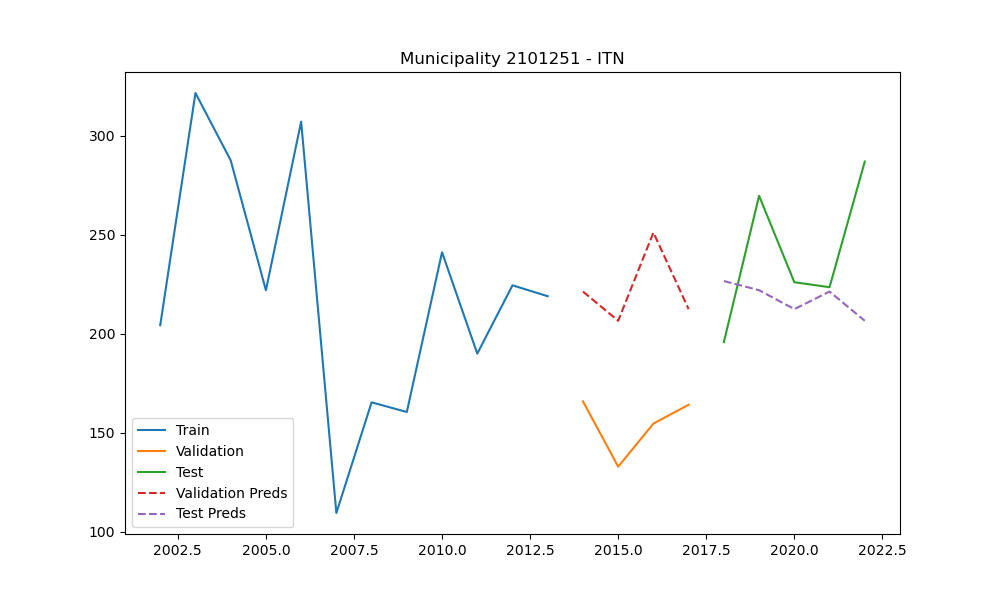 Municipality 2101251 - ITN
300
250
200
150
100
Train
Validation
Test
Validation Preds
Test Preds
2002.5 2005.0 2007.5 2010.0 2012.5 2015.0 2017.5 2020.0 2022.5